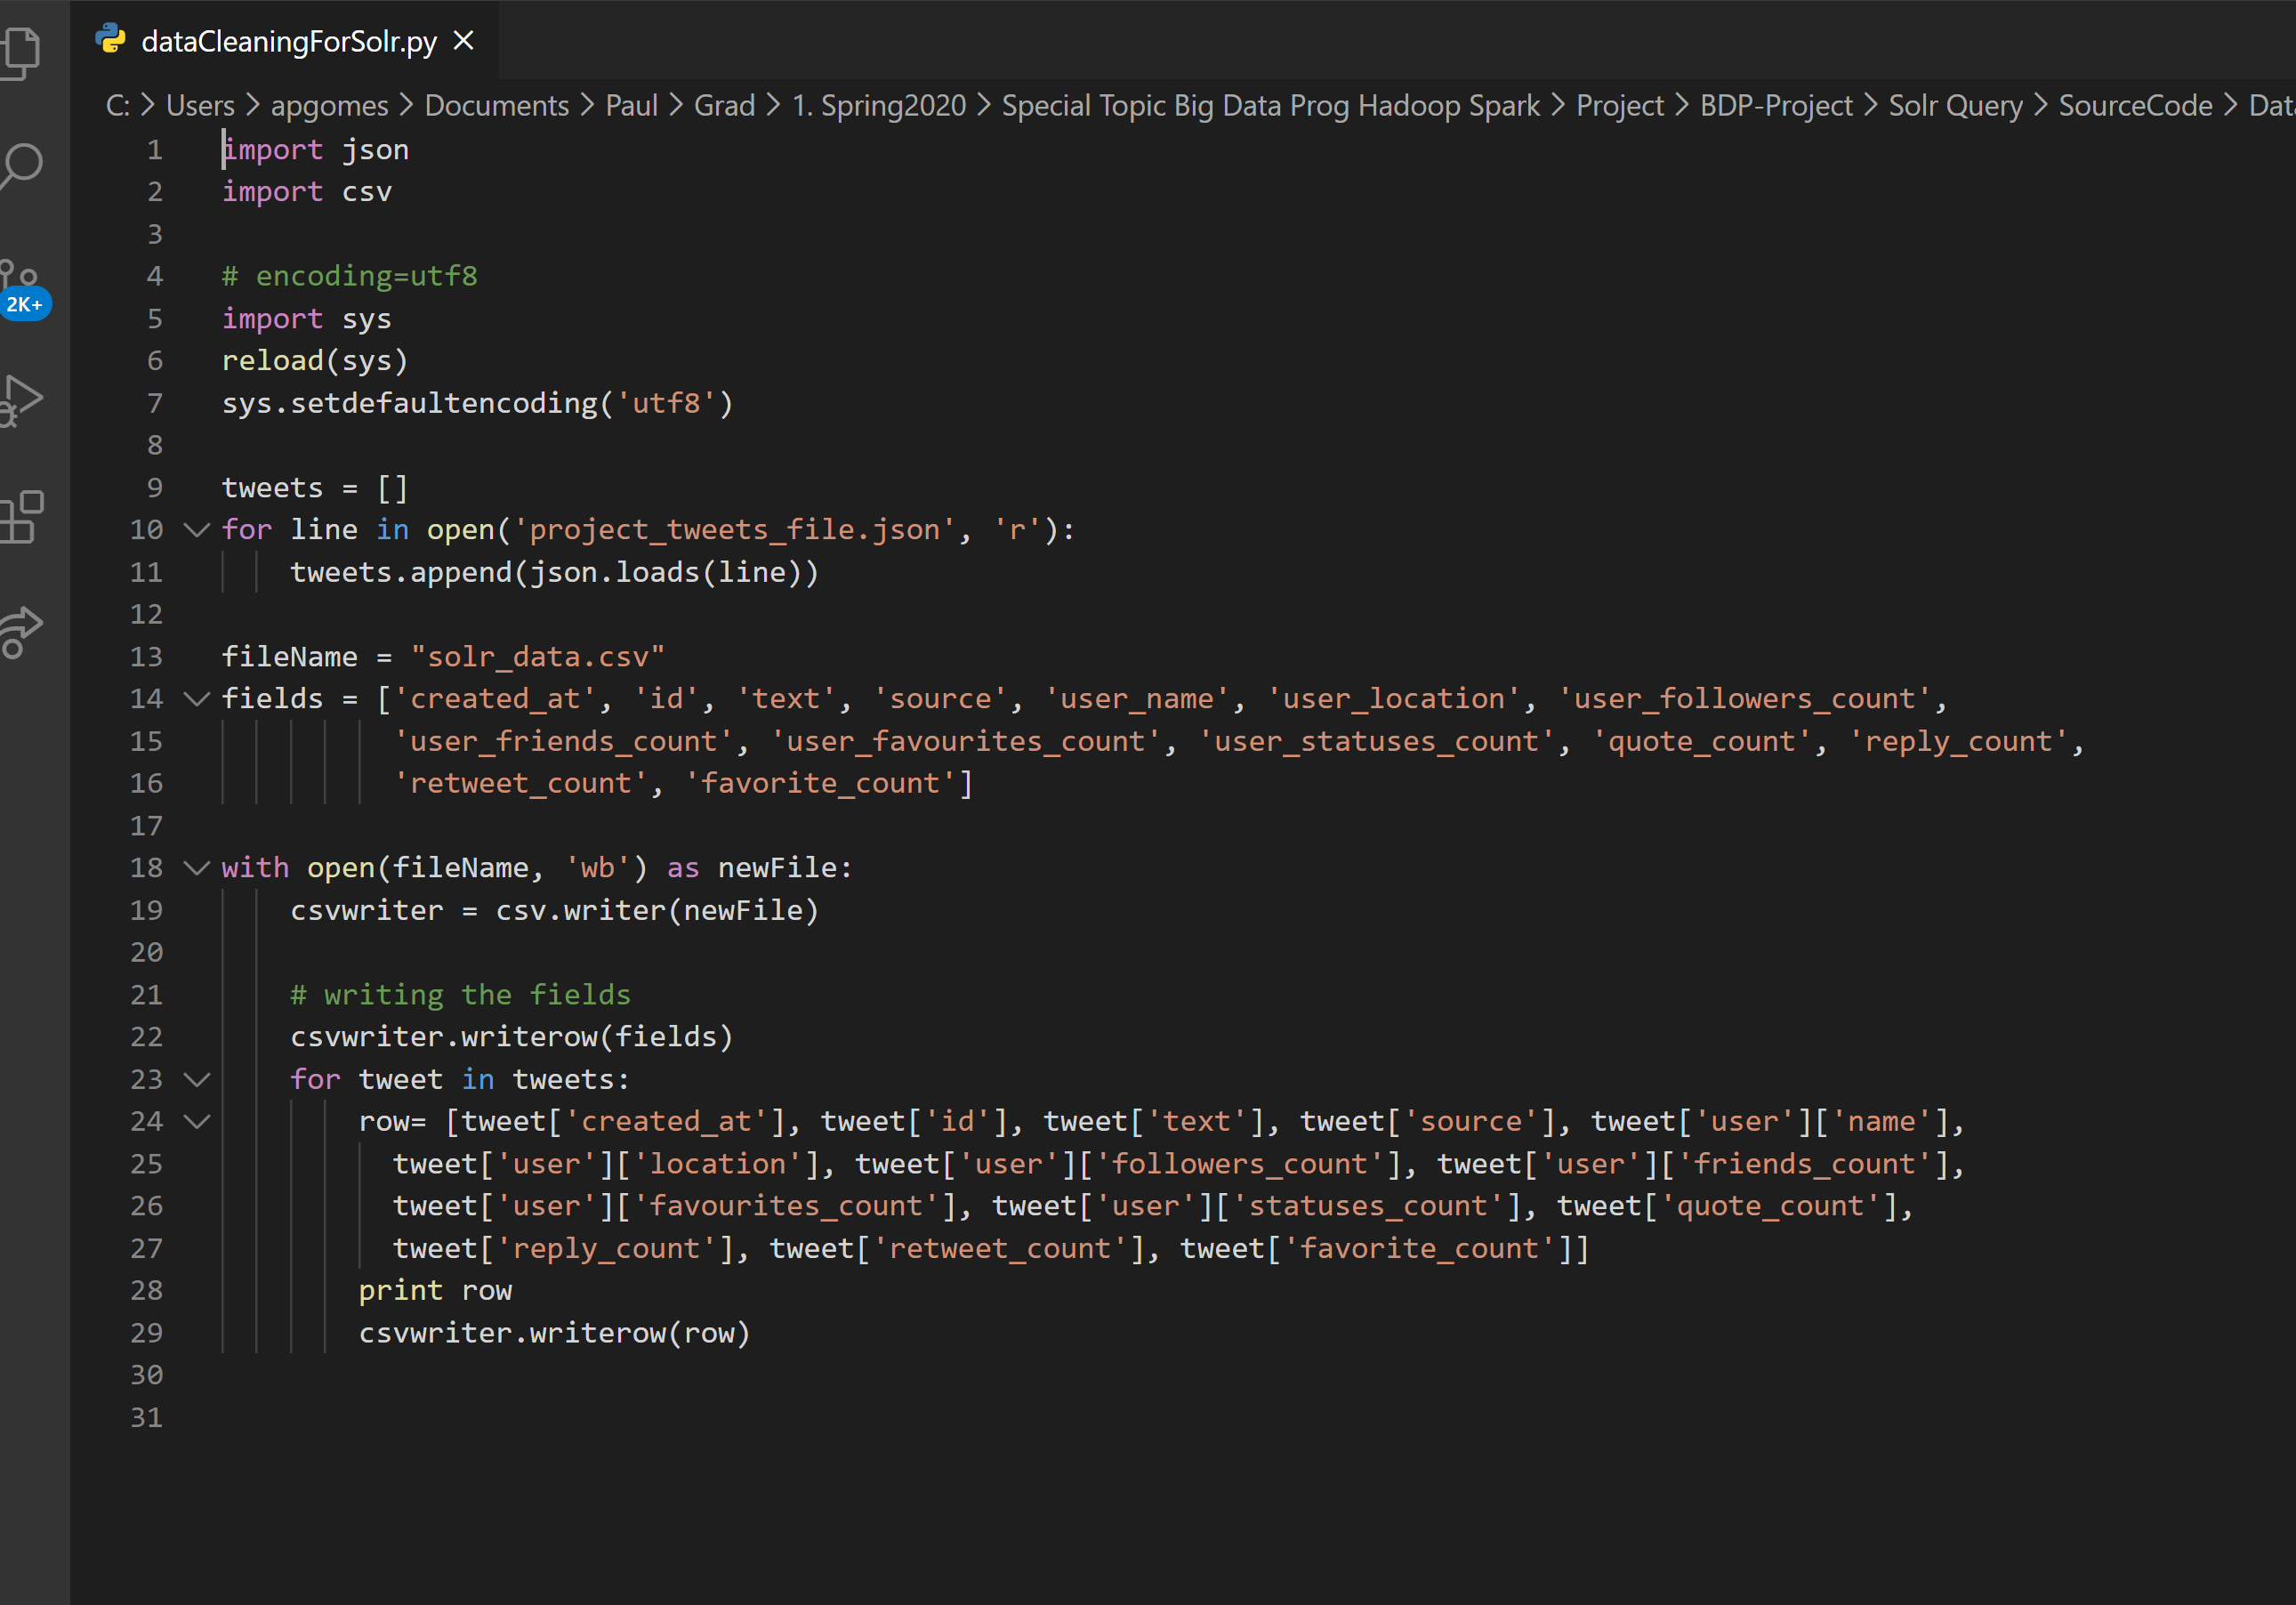 dataCleaningForSolr.py
C: > Users > apgomes > Documents > Paul > Grad > 1. Spring2020 > Special Topic Big Data Prog Hadoop Spark > Project > BDP-Project > Solr Query > SourceCode >
2K+
1 import json
2 import csv
3
4 # encoding=utf8
5 import sys
6 reload(sys)
7 sys.setdefaultencoding('utf8')
8
9 tweets = []
10 for line in open('project_tweets_file.json', 'r'):
11     tweets.append(json.loads(line))
12
13 fileName = "solr_data.csv"
14 fields = ['created_at', 'id', 'text', 'source', 'user_name', 'user_location', 'user_followers_count',
15           'user_friends_count', 'user_favourites_count', 'user_statuses_count', 'quote_count', 'reply_count',
16           'retweet_count', 'favorite_count']
17
18 with open(fileName, 'wb') as newFile:
19     csvwriter = csv.writer(newFile)
20
21     # writing the fields
22     csvwriter.writerow(fields)
23     for tweet in tweets:
24         row= [tweet['created_at'], tweet['id'], tweet['text'], tweet['source'], tweet['user']['name'],
25           tweet['user']['location'], tweet['user']['followers_count'], tweet['user']['friends_count'],
26           tweet['user']['favourites_count'], tweet['user']['statuses_count'], tweet['quote_count'],
27           tweet['reply_count'], tweet['retweet_count'], tweet['favorite_count']]
28         print row
29         csvwriter.writerow(row)
30
31